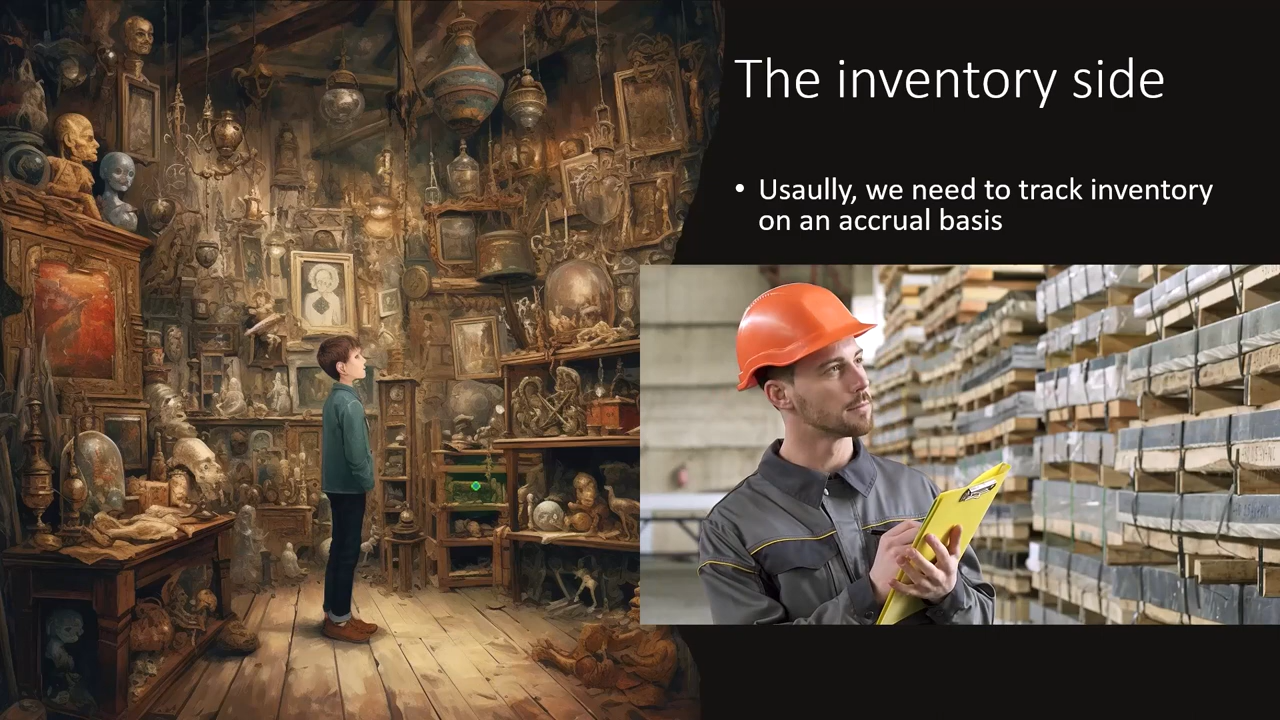 The inventory side
• Usaully, we need to track inventory
on an accrual basis